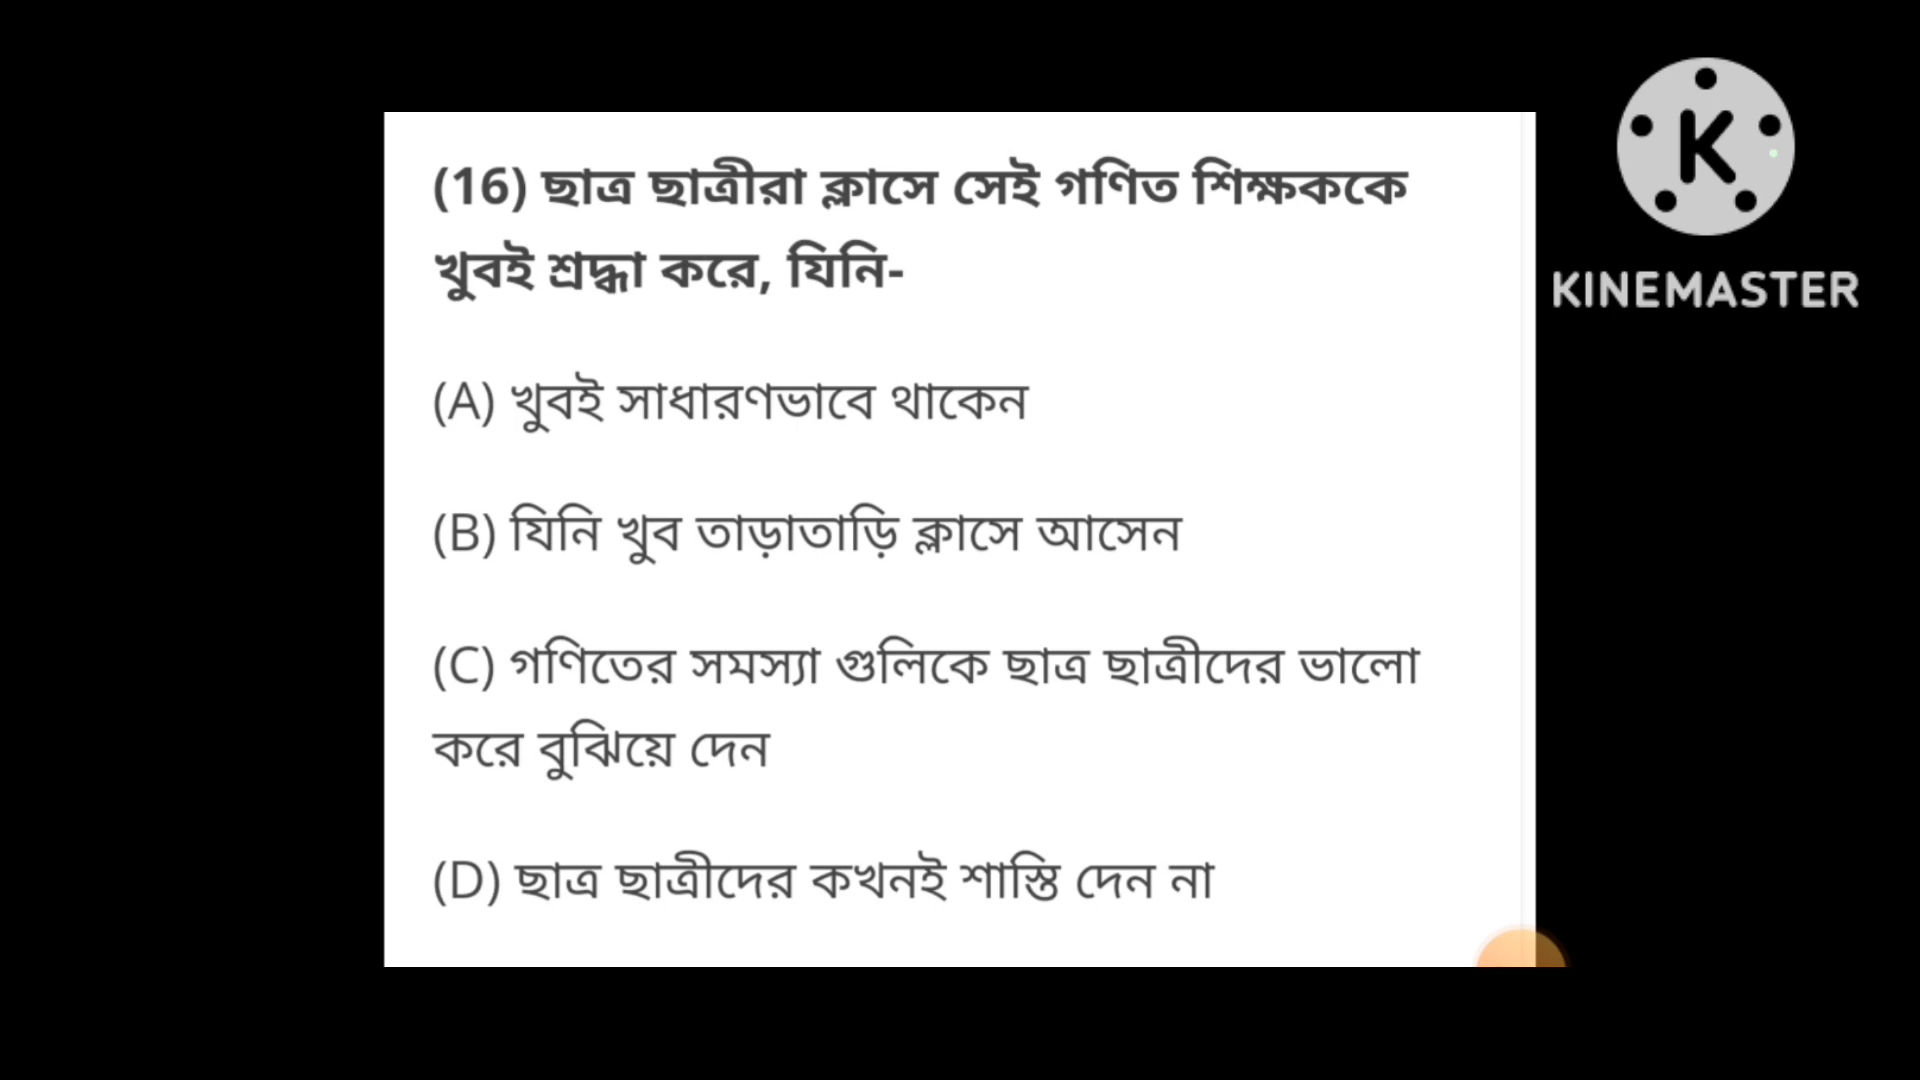 (16) ছাত্র ছাত্রীরা ক্লাসে সেই গণিত শিক্ষককে
খুবই শ্রদ্ধা করে, যিনি-
(A) খুবই সাধারণভাবে থাকেন
(B) যিনি খুব তাড়াতাড়ি ক্লাসে আসেন
(C) গণিতের সমস্যা গুলিকে ছাত্র ছাত্রীদের ভালো
করে বুঝিয়ে দেন
(D) ছাত্র ছাত্রীদের কখনই শাস্তি দেন না
K
KINEMASTER